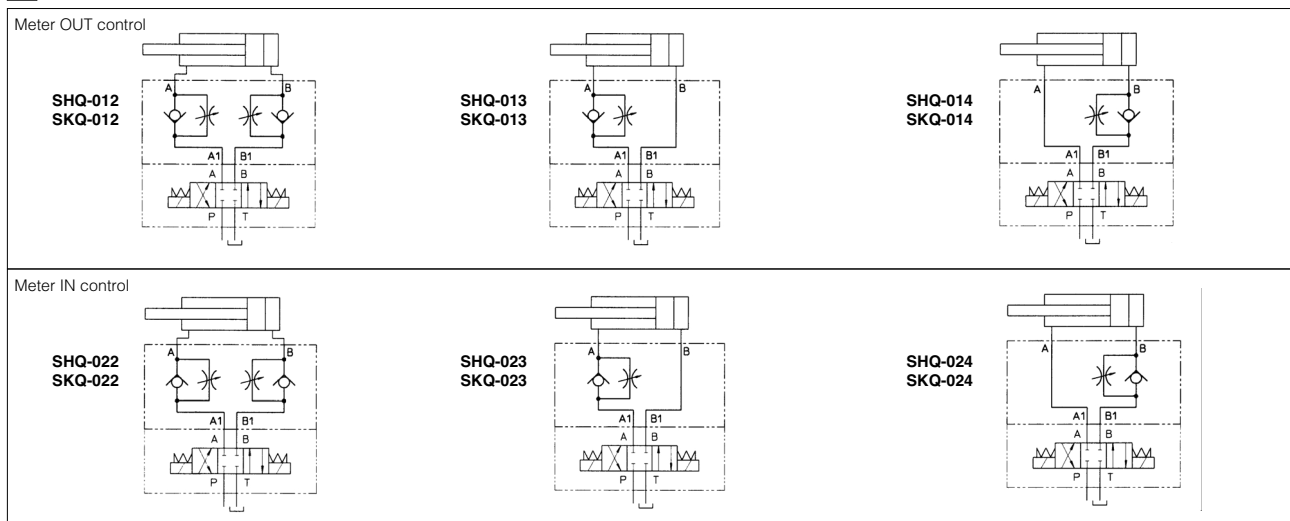 Meter OUT control
SHQ-012
SKQ-012
A B
A1 B1
A B
P T
SHQ-013
SKQ-013
A B
A1 B1
A B
P T
SHQ-014
SKQ-014
A B
A1 B1
A B
P T
Meter IN control
SHQ-022
SKQ-022
A B
A1 B1
A B
P T
SHQ-023
SKQ-023
A B
A1 B1
A B
P T
SHQ-024
SKQ-024
A B
A1 B1
A B
P T